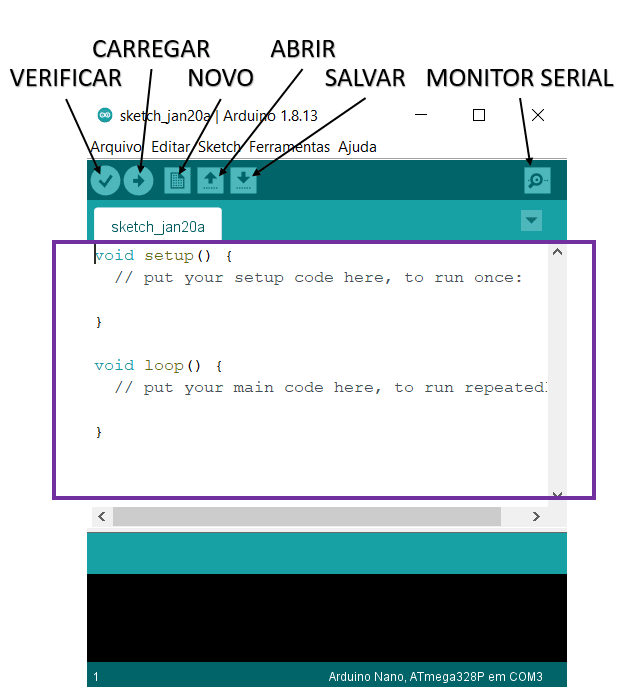 CARREGAR ABRIR
VERIFICAR NOVO SALVAR MONITOR SERIAL
sketch_jan20a | Arduino 1.8.13
Arquivo Editar Sketch Ferramentas Ajuda
sketch_jan20a
void setup() {
// put your setup code here, to run once:
}
void loop() {
// put your main code here, to run repeatedl
}
1 Arduino Nano, ATmega328P em COM3